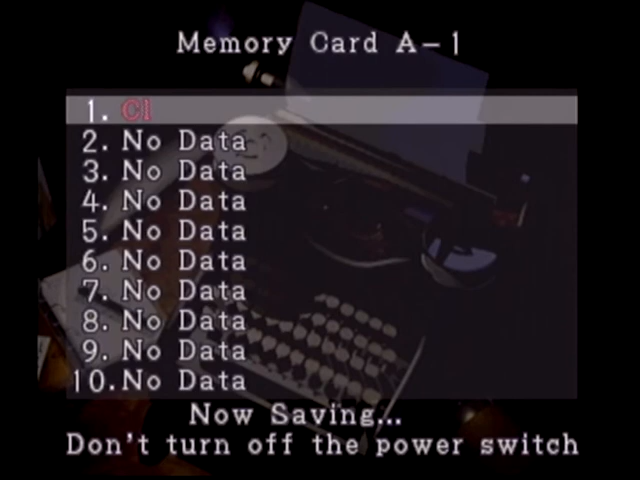 Memory Card A-1
1. Cl
2. No Data
3. No Data
4. No Data
5. No Data
6. No Data
7. No Data
8. No Data
9. No Data
10. No Data
Now Saving...
Don't turn off the power switch